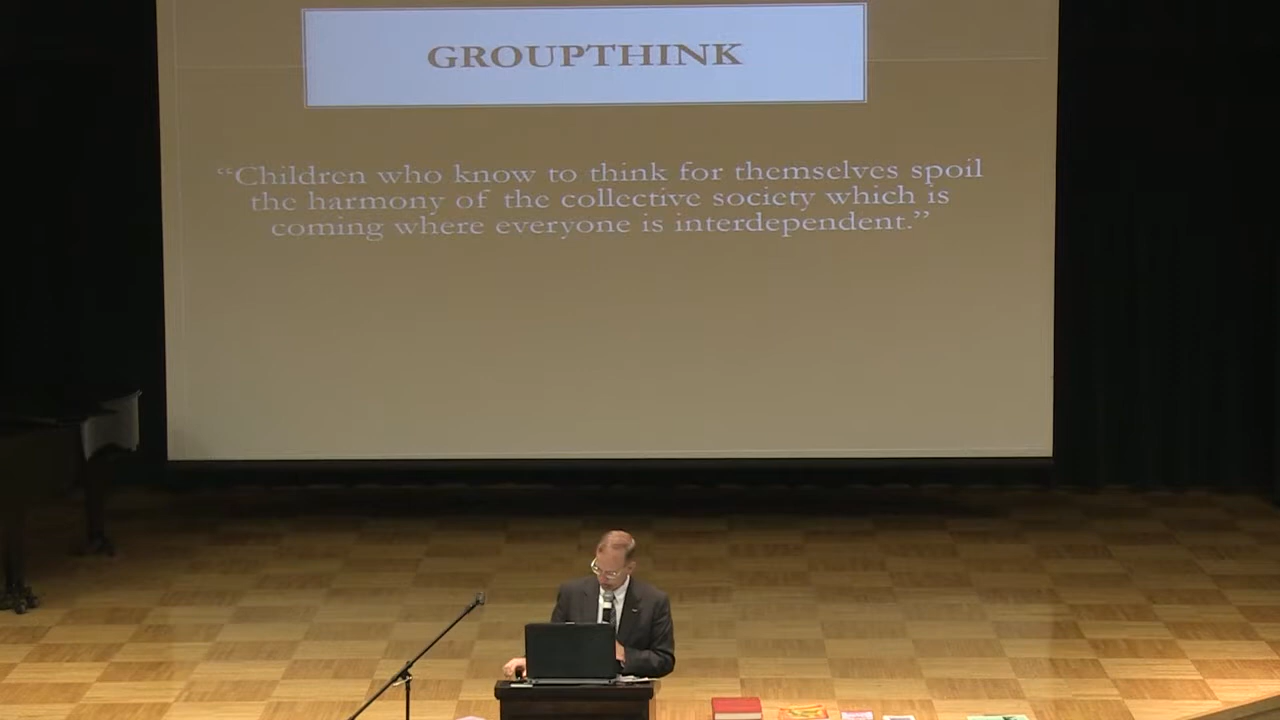 GROUPTHINK
“Children who know to think for themselves spoil
the harmony of the collective society which is
coming where everyone is interdependent.”